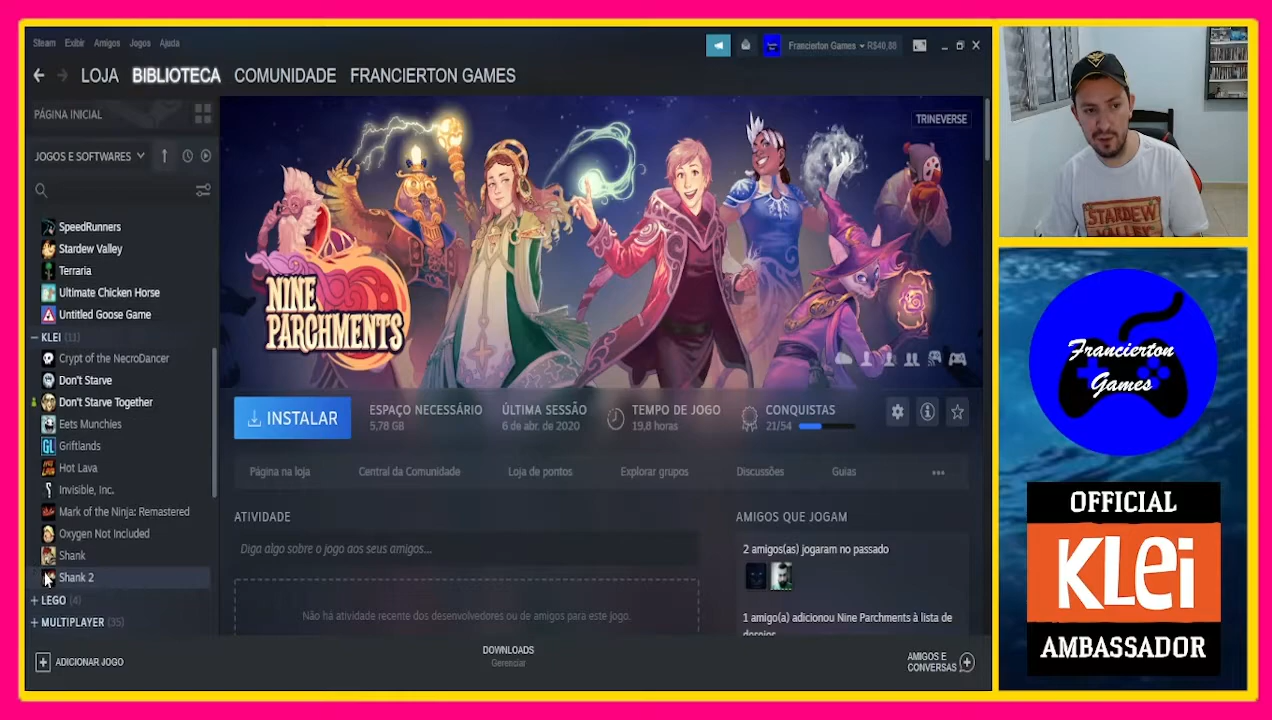 Steam Exibir Amigos Jogos Ajuda
Francierton Games R$40,88
LOJA BIBLIOTECA COMUNIDADE FRANCIERTON GAMES
PÁGINA INICIAL
JOGOS E SOFTWARES
SpeedRunners
Stardew Valley
Terraria
Ultimate Chicken Horse
Untitled Goose Game
− KLEI (11)
Crypt of the NecroDancer
Don't Starve
Don't Starve Together
Eets Munchies
Griftlands
Hot Lava
Invisible, Inc.
Mark of the Ninja: Remastered
Oxygen Not Included
Shank
Shank 2
+ LEGO (4)
+ MULTIPLAYER (35)
ADICIONAR JOGO
TRINEVERSE
NINE
PARCHMENTS
INSTALAR
ESPAÇO NECESSÁRIO
5,78 GB
ÚLTIMA SESSÃO
6 de abr. de 2020
TEMPO DE JOGO
19,8 horas
CONQUISTAS
21/54
Página na loja Central da Comunidade Loja de pontos Explorar grupos Discussões Guias •••
ATIVIDADE
Diga algo sobre o jogo aos seus amigos...
Não há atividade recente dos desenvolvedores ou de amigos para este jogo.
AMIGOS QUE JOGAM
2 amigos(as) jogaram no passado
1 amigo(a) adicionou Nine Parchments à lista de
desejos
DOWNLOADS
Gerenciar
AMIGOS E
CONVERSAS
STARDEW
VALLEY
Francierton
Games
OFFICIAL
KLei
AMBASSADOR